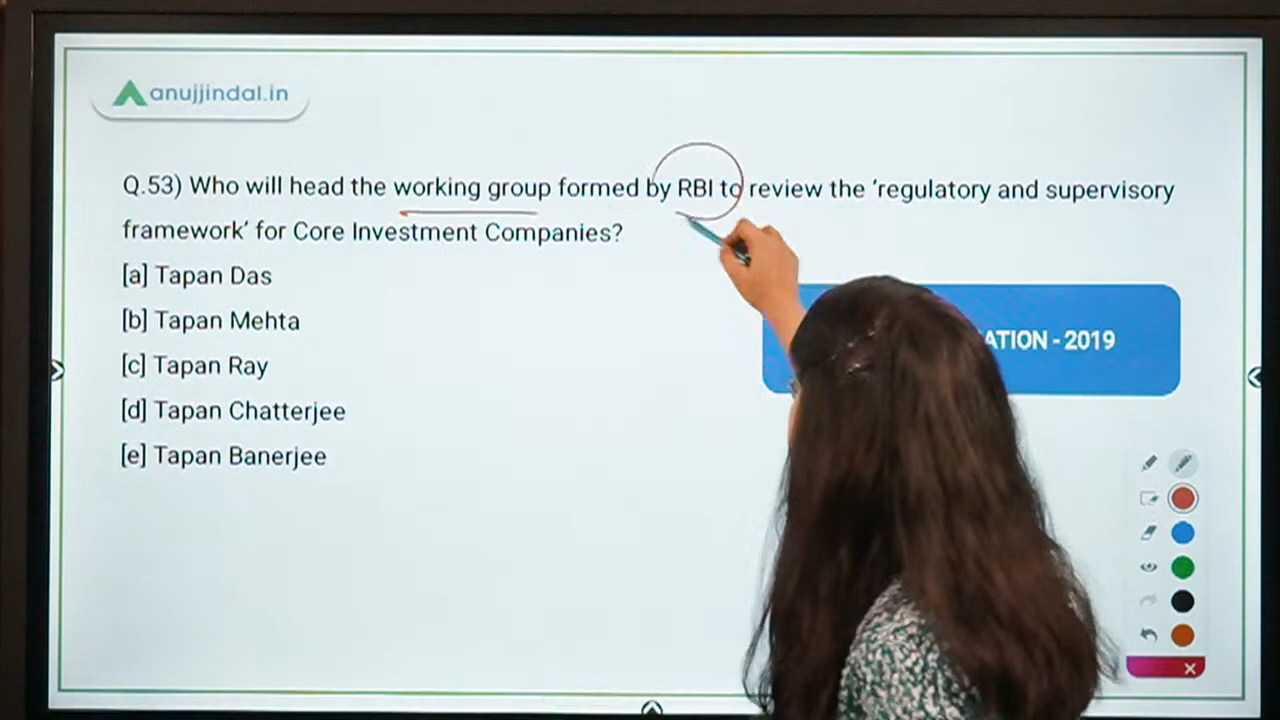 anujjindal.in
Q.53) Who will head the working group formed by RBI to review the ‘regulatory and supervisory
framework’ for Core Investment Companies?
[a] Tapan Das
[b] Tapan Mehta
[c] Tapan Ray
[d] Tapan Chatterjee
[e] Tapan Banerjee
ATION - 2019